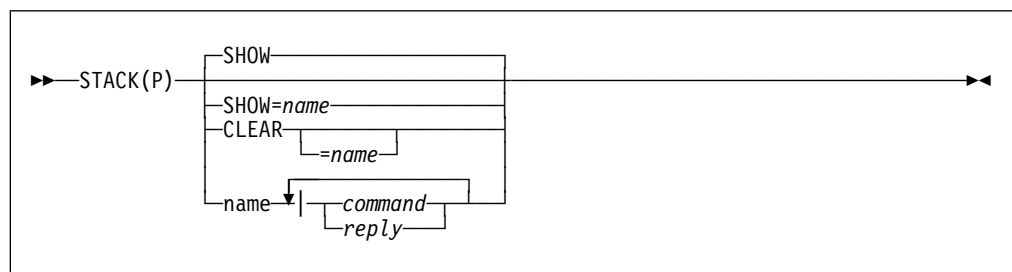 SHOW
STACK(P)
SHOW=name
CLEAR
=name
name | command
reply